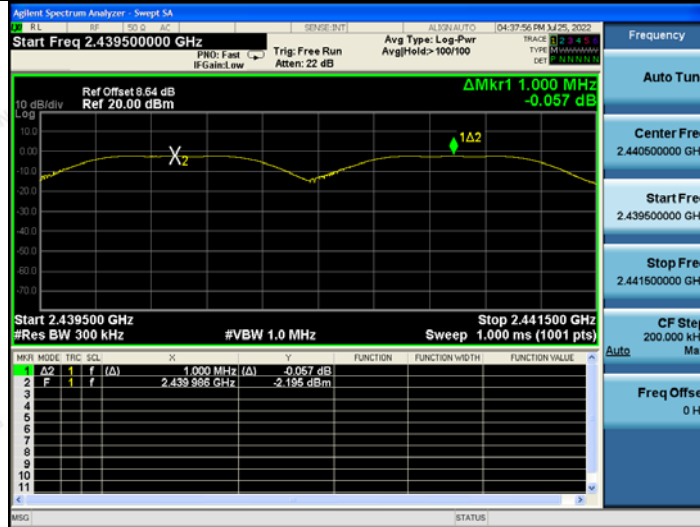 Agilent Spectrum Analyzer - Swept SA
RL RF 50 Ω AC SENSE:INT ALIGNAUTO 04:37:56 PM Jul 25, 2022
Start Freq 2.439500000 GHz
PNO: Fast
IFGain:Low
Trig: Free Run
Atten: 22 dB
Avg Type: Log-Pwr
Avg|Hold:> 100/100
TRACE 1 2 3 4 5 6
TYPE M
DET P N N N N N
ΔMkr1 1.000 MHz
-0.057 dB
Ref Offset 8.64 dB
10 dB/div Ref 20.00 dBm
Log
10.0
0.00
-10.0
-20.0
-30.0
-40.0
-50.0
-60.0
-70.0
X2
1Δ2
Start 2.439500 GHz Stop 2.441500 GHz
#Res BW 300 kHz #VBW 1.0 MHz Sweep 1.000 ms (1001 pts)
MKR MODE TRC SCL X Y FUNCTION FUNCTION WIDTH FUNCTION VALUE
1 Δ2 1 f (Δ) 1.000 MHz (Δ) -0.057 dB
2 F 1 f 2.439 986 GHz -2.195 dBm
3
4
5
6
7
8
9
10
11
MSG STATUS
Frequency
Auto Tun
Center Fre
2.440500000 GH
Start Fre
2.439500000 GH
Stop Fre
2.441500000 GH
CF Step
200.000 kH
Auto Ma
Freq Offse
0 H